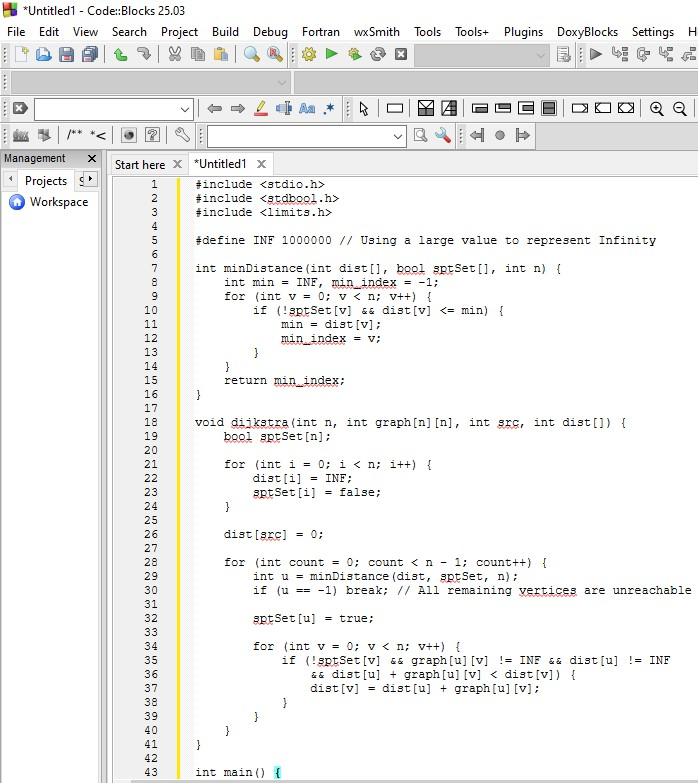 *Untitled1 - Code::Blocks 25.03
File Edit View Search Project Build Debug Fortran wxSmith Tools Tools+ Plugins DoxyBlocks Settings H
Aa .*
/** *<
Management
Start here *Untitled1
Projects
Workspace
1 #include <stdio.h>
2 #include <stdbool.h>
3 #include <limits.h>
4
5 #define INF 1000000 // Using a large value to represent Infinity
6
7 int minDistance(int dist[], bool sptSet[], int n) {
8     int min = INF, min_index = -1;
9     for (int v = 0; v < n; v++) {
10         if (!sptSet[v] && dist[v] <= min) {
11             min = dist[v];
12             min_index = v;
13         }
14     }
15     return min_index;
16 }
17
18 void dijkstra(int n, int graph[n][n], int src, int dist[]) {
19     bool sptSet[n];
20
21     for (int i = 0; i < n; i++) {
22         dist[i] = INF;
23         sptSet[i] = false;
24     }
25
26     dist[src] = 0;
27
28     for (int count = 0; count < n - 1; count++) {
29         int u = minDistance(dist, sptSet, n);
30         if (u == -1) break; // All remaining vertices are unreachable
31
32         sptSet[u] = true;
33
34         for (int v = 0; v < n; v++) {
35             if (!sptSet[v] && graph[u][v] != INF && dist[u] != INF
36                 && dist[u] + graph[u][v] < dist[v]) {
37                 dist[v] = dist[u] + graph[u][v];
38             }
39         }
40     }
41 }
42
43 int main() {